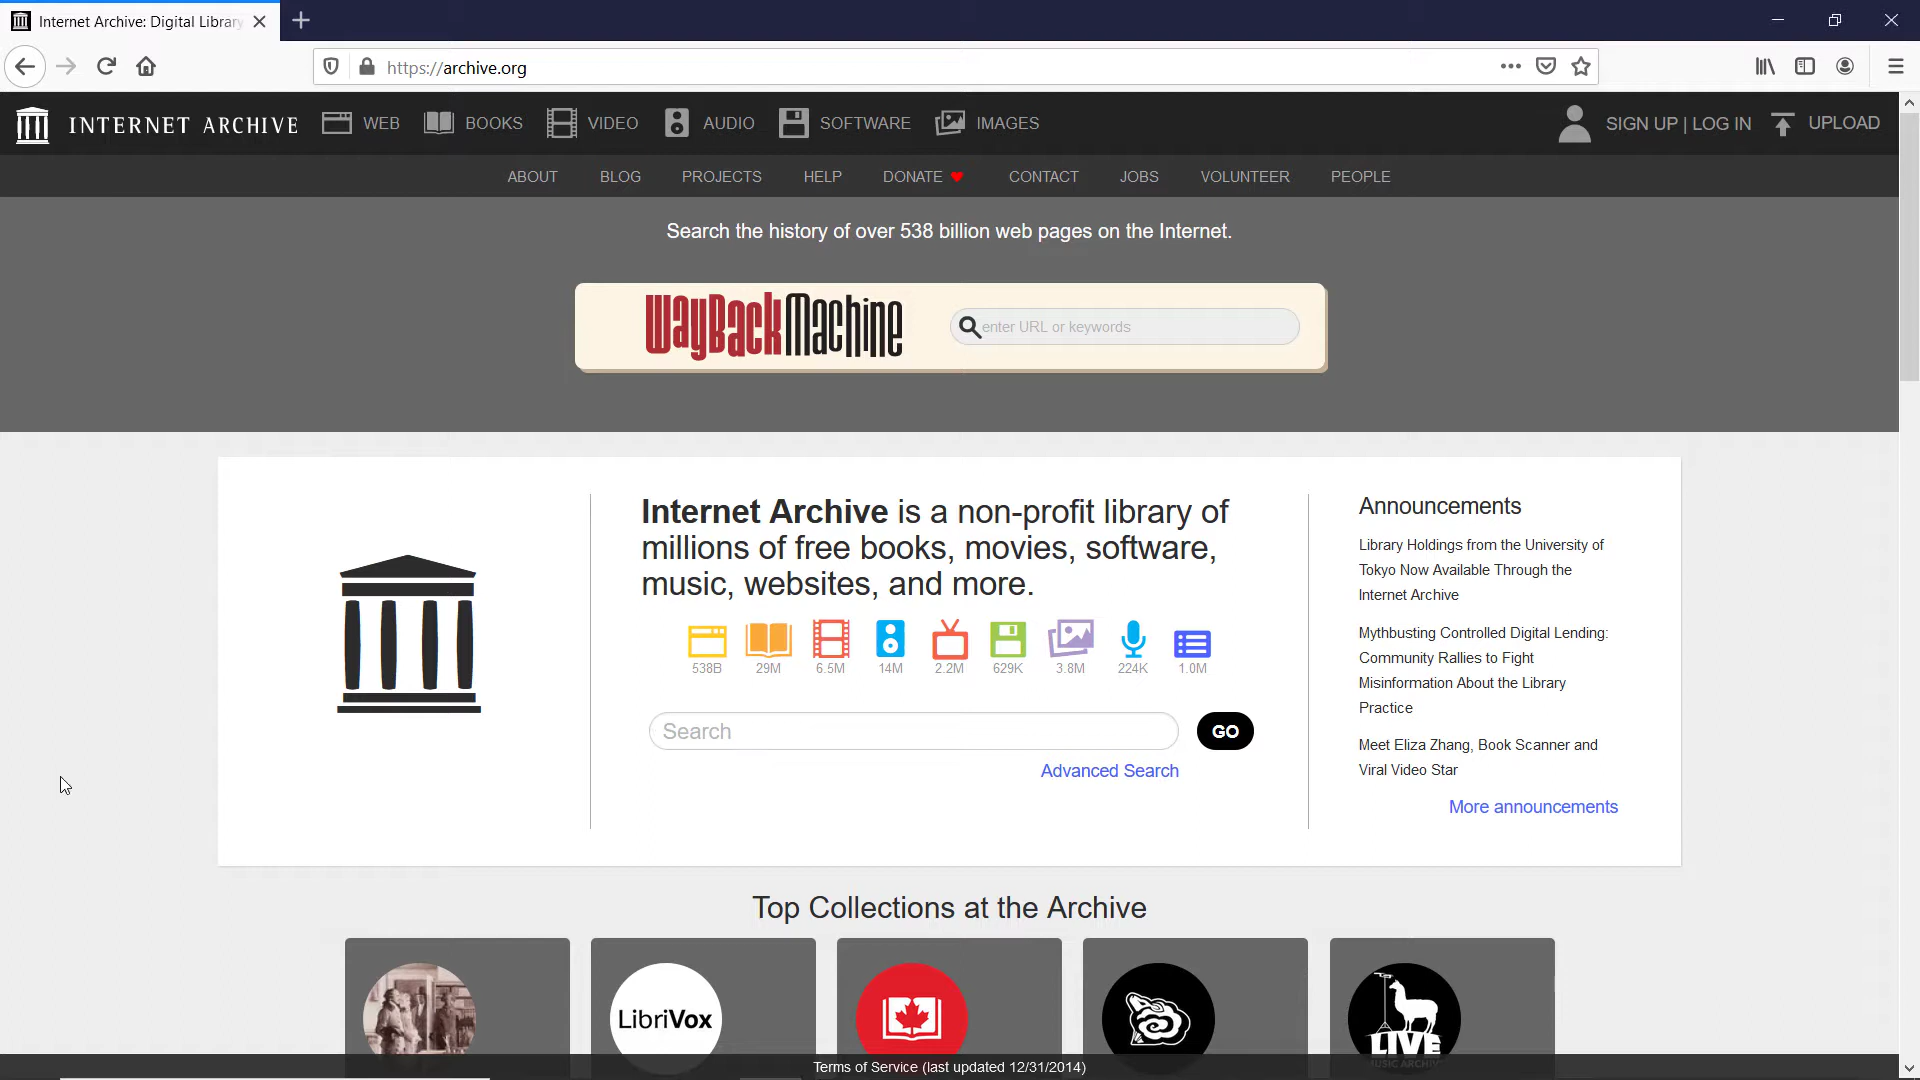 Internet Archive: Digital Library
https://archive.org
INTERNET ARCHIVE
WEB
BOOKS
VIDEO
AUDIO
SOFTWARE
IMAGES
SIGN UP | LOG IN
UPLOAD
ABOUT
BLOG
PROJECTS
HELP
DONATE
CONTACT
JOBS
VOLUNTEER
PEOPLE
Search the history of over 538 billion web pages on the Internet.
WayBackMachine
enter URL or keywords
Internet Archive is a non-profit library of
millions of free books, movies, software,
music, websites, and more.
538B
29M
6.5M
14M
2.2M
629K
3.8M
224K
1.0M
Search
GO
Advanced Search
Announcements
Library Holdings from the University of
Tokyo Now Available Through the
Internet Archive
Mythbusting Controlled Digital Lending:
Community Rallies to Fight
Misinformation About the Library
Practice
Meet Eliza Zhang, Book Scanner and
Viral Video Star
More announcements
Top Collections at the Archive
LibriVox
LIVE
MUSIC ARCHIVE
Terms of Service (last updated 12/31/2014)